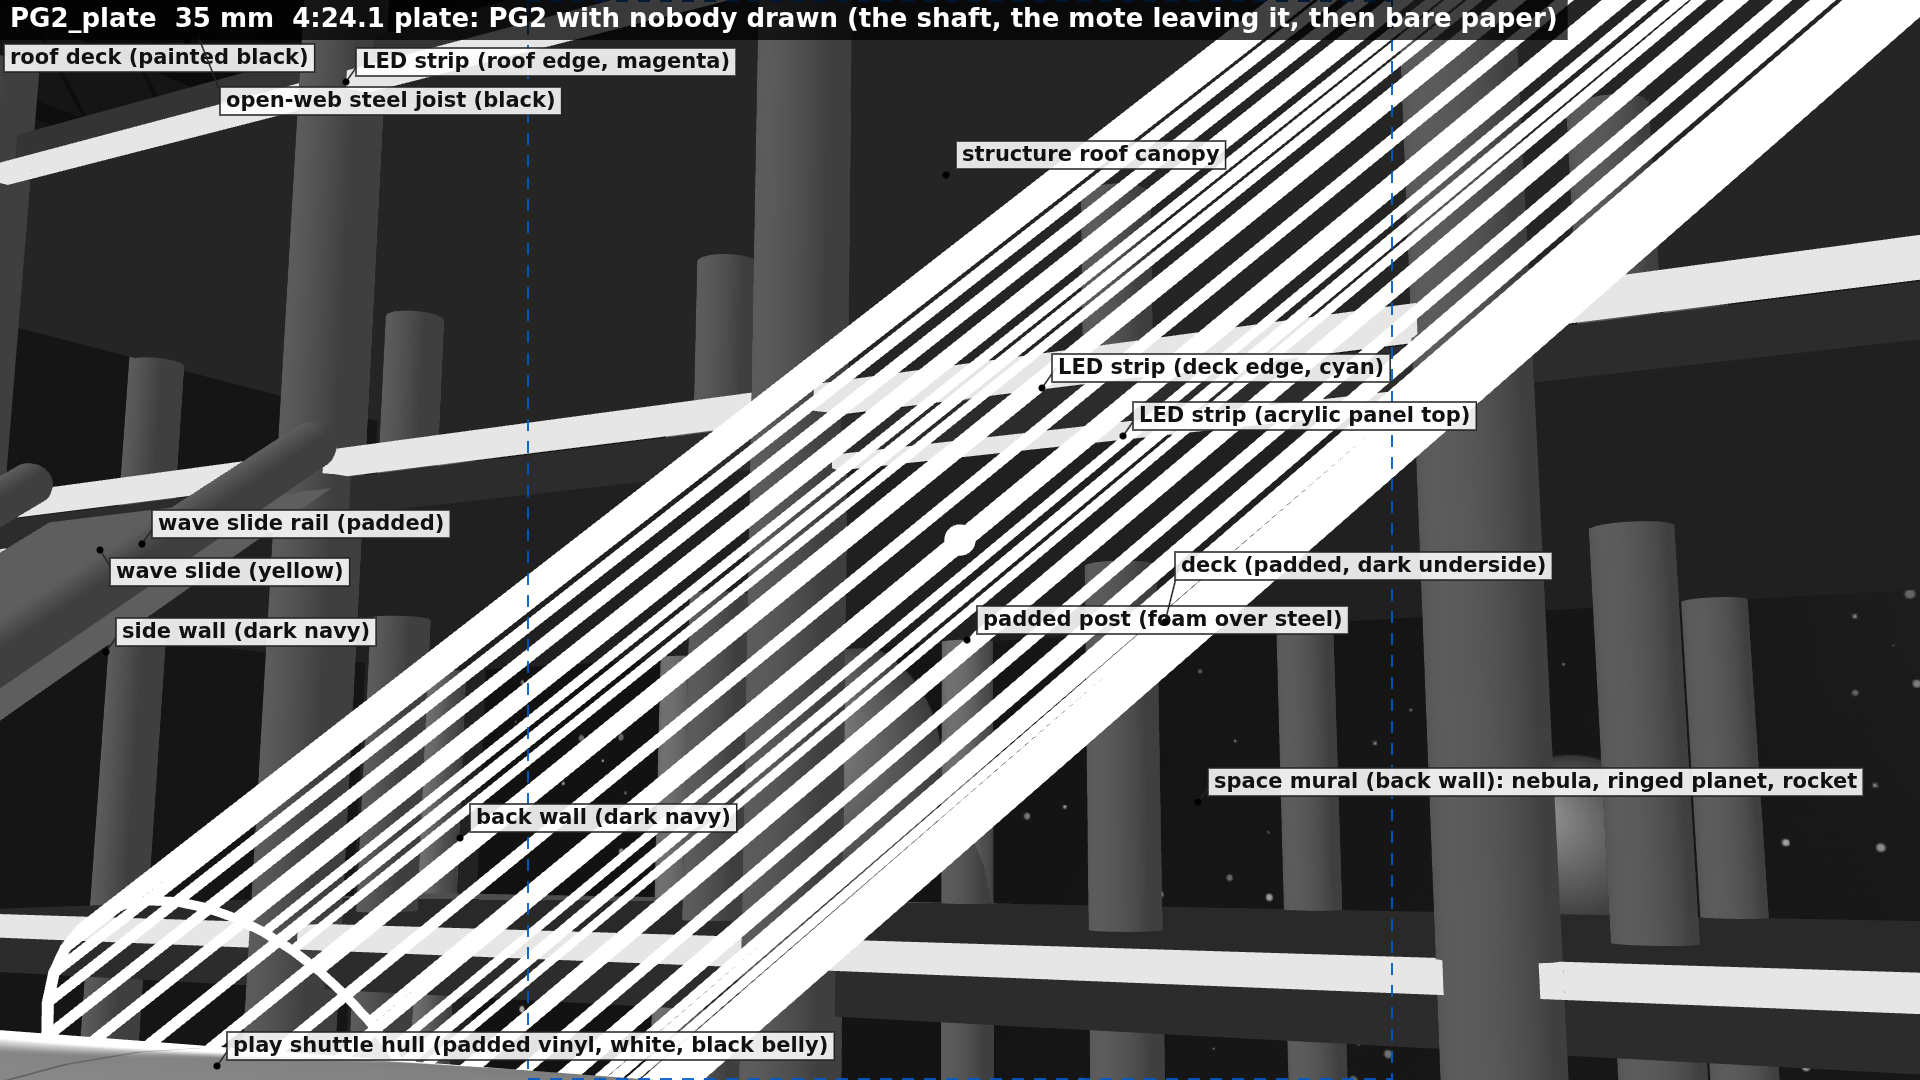 PG2_plate 35 mm 4:24.1 plate: PG2 with nobody drawn (the shaft, the mote leaving it, then bare paper)
roof deck (painted black)
LED strip (roof edge, magenta)
open-web steel joist (black)
structure roof canopy
LED strip (deck edge, cyan)
LED strip (acrylic panel top)
wave slide rail (padded)
wave slide (yellow)
deck (padded, dark underside)
padded post (foam over steel)
side wall (dark navy)
space mural (back wall): nebula, ringed planet, rocket
back wall (dark navy)
play shuttle hull (padded vinyl, white, black belly)